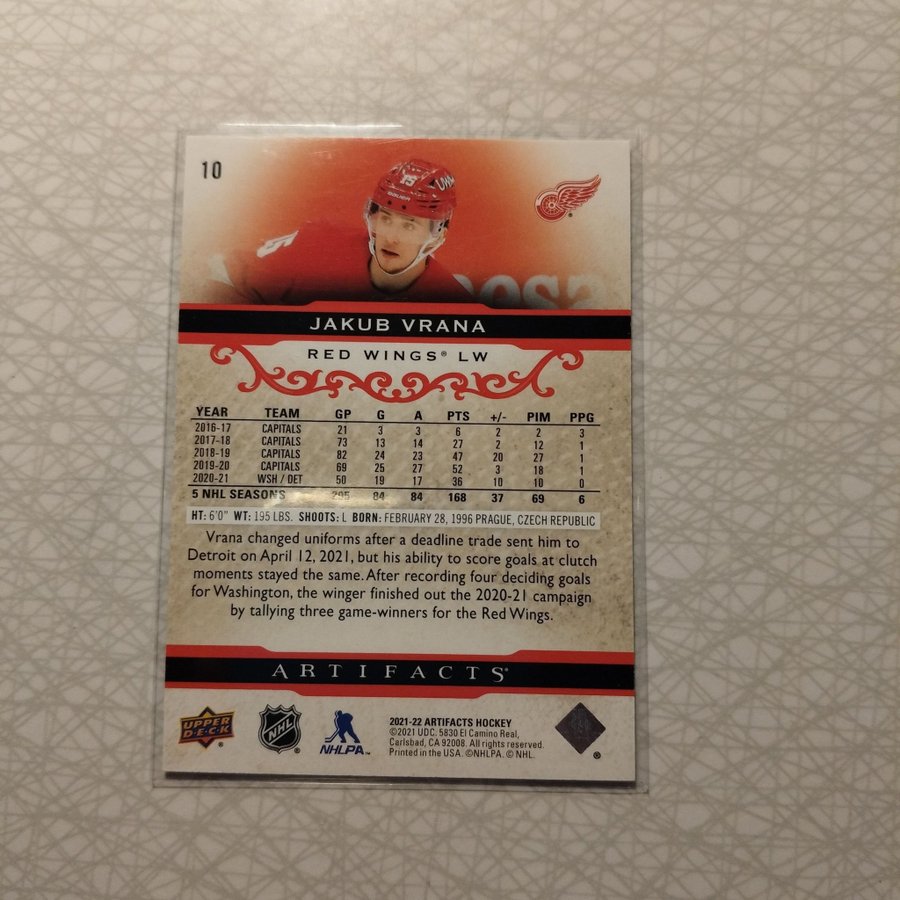 10
15
UWM
BAUER
15
osa
JAKUB VRANA
RED WINGS® LW
YEAR TEAM GP G A PTS +/- PIM PPG
2016-17 CAPITALS 21 3 3 6 2 2 3
2017-18 CAPITALS 73 13 14 27 2 12 1
2018-19 CAPITALS 82 24 23 47 20 27 1
2019-20 CAPITALS 69 25 27 52 3 18 1
2020-21 WSH / DET 50 19 17 36 10 10 0
5 NHL SEASONS 295 84 84 168 37 69 6
HT: 6'0" WT: 195 LBS. SHOOTS: L BORN: FEBRUARY 28, 1996 PRAGUE, CZECH REPUBLIC
Vrana changed uniforms after a deadline trade sent him to
Detroit on April 12, 2021, but his ability to score goals at clutch
moments stayed the same. After recording four deciding goals
for Washington, the winger finished out the 2020-21 campaign
by tallying three game-winners for the Red Wings.
ARTIFACTS®
UPPER
D·E·C·K ®
NHL ®
NHLPA™
2021-22 ARTIFACTS HOCKEY
©2021 UDC. 5830 El Camino Real,
Carlsbad, CA 92008. All rights reserved.
Printed in the USA. ©NHLPA. © NHL.
®